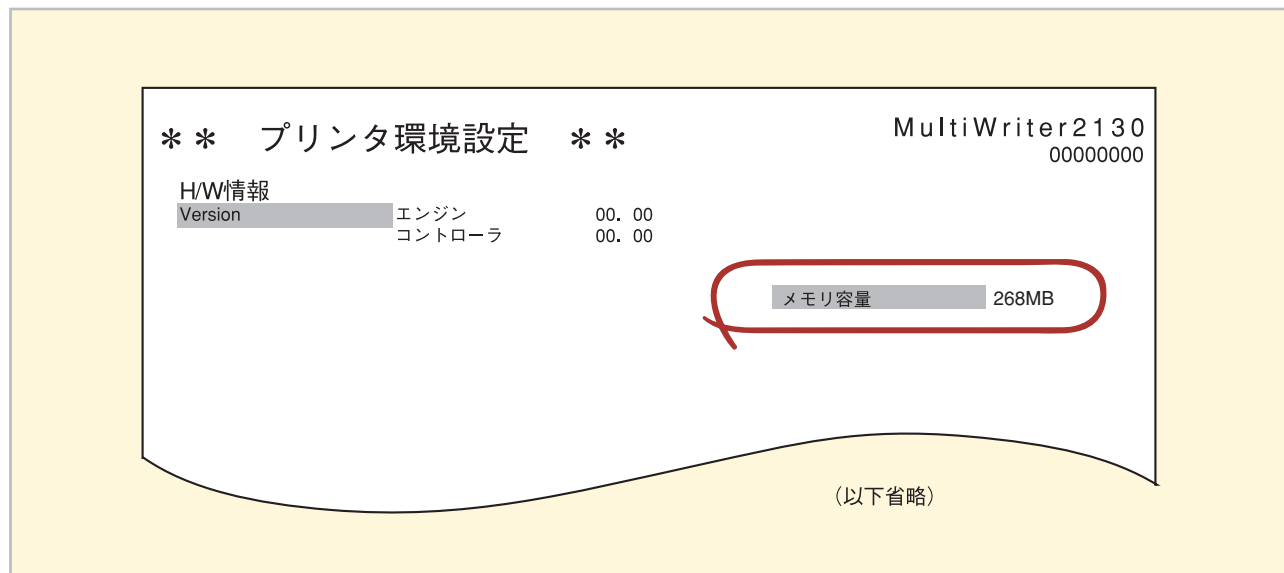 ** プリンタ環境設定 **
MultiWriter2130
00000000
H/W情報
Version エンジン 00. 00
コントローラ 00. 00
メモリ容量 268MB
(以下省略)